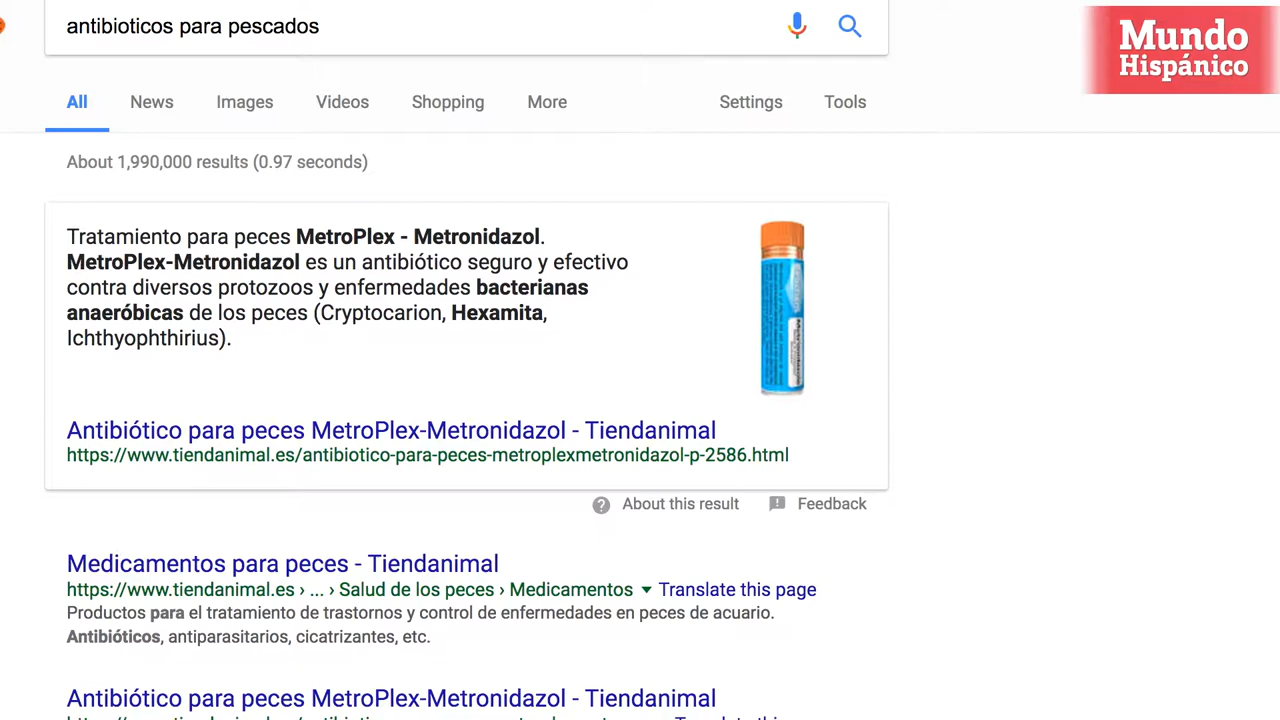 antibioticos para pescados
Mundo
Hispánico
All News Images Videos Shopping More Settings Tools
About 1,990,000 results (0.97 seconds)
Tratamiento para peces MetroPlex - Metronidazol.
MetroPlex-Metronidazol es un antibiótico seguro y efectivo
contra diversos protozoos y enfermedades bacterianas
anaeróbicas de los peces (Cryptocarion, Hexamita,
Ichthyophthirius).
Antibiótico para peces MetroPlex-Metronidazol - Tiendanimal
https://www.tiendanimal.es/antibiotico-para-peces-metroplexmetronidazol-p-2586.html
About this result Feedback
Medicamentos para peces - Tiendanimal
https://www.tiendanimal.es › ... › Salud de los peces › Medicamentos ▾ Translate this page
Productos para el tratamiento de trastornos y control de enfermedades en peces de acuario.
Antibióticos, antiparasitarios, cicatrizantes, etc.
Antibiótico para peces MetroPlex-Metronidazol - Tiendanimal